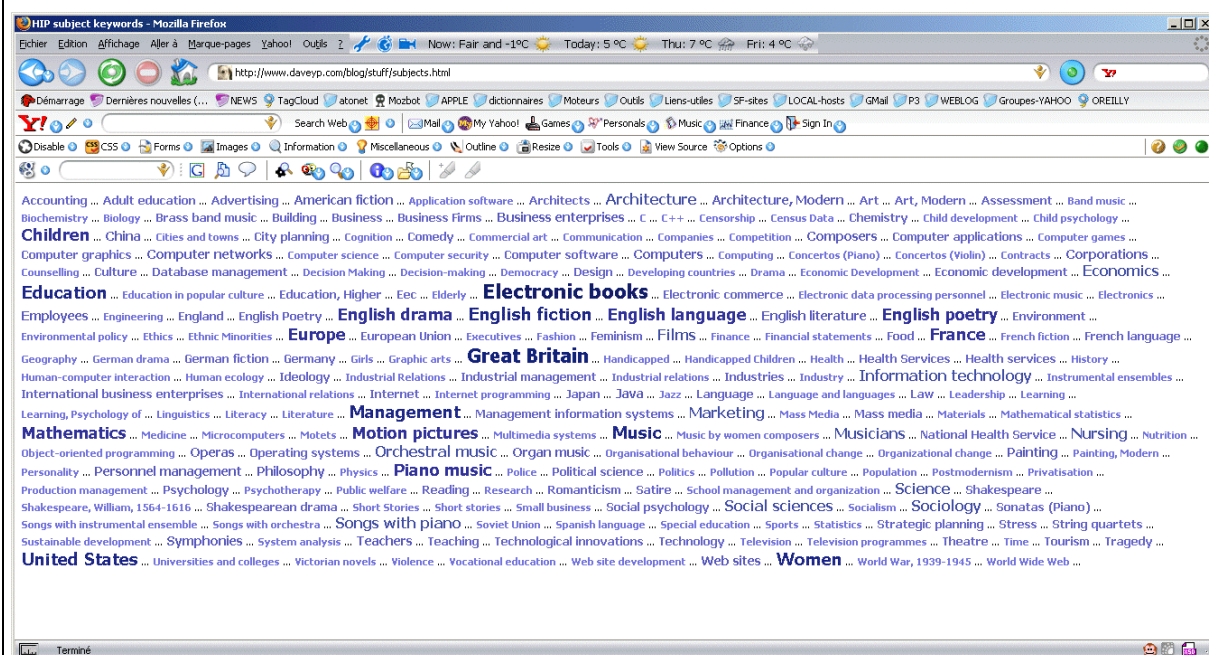 HIP subject keywords - Mozilla Firefox
Fichier Edition Affichage Aller à Marque-pages Yahoo! Outils ? Now: Fair and -1°C Today: 5 °C Thu: 7 °C Fri: 4 °C
http://www.daveyp.com/blog/stuff/subjects.html
Démarrage Dernières nouvelles (... NEWS TagCloud atonet Mozbot APPLE dictionnaires Moteurs Outils Liens-utiles SF-sites LOCAL-hosts GMail P3 WEBLOG Groupes-YAHOO OREILLY
Y! Search Web Mail My Yahoo! Games Personals Music Finance Sign In
Disable CSS Forms Images Information Miscellaneous Outline Resize Tools View Source Options
Accounting ... Adult education ... Advertising ... American fiction ... Application software ... Architects ... Architecture ... Architecture, Modern ... Art ... Art, Modern ... Assessment ... Band music ...
Biochemistry ... Biology ... Brass band music ... Building ... Business ... Business Firms ... Business enterprises ... C ... C++ ... Censorship ... Census Data ... Chemistry ... Child development ... Child psychology ...
Children ... China ... Cities and towns ... City planning ... Cognition ... Comedy ... Commercial art ... Communication ... Companies ... Competition ... Composers ... Computer applications ... Computer games ...
Computer graphics ... Computer networks ... Computer science ... Computer security ... Computer software ... Computers ... Computing ... Concertos (Piano) ... Concertos (Violin) ... Contracts ... Corporations ...
Counselling ... Culture ... Database management ... Decision Making ... Decision-making ... Democracy ... Design ... Developing countries ... Drama ... Economic Development ... Economic development ... Economics ...
Education ... Education in popular culture ... Education, Higher ... Eec ... Elderly ... Electronic books ... Electronic commerce ... Electronic data processing personnel ... Electronic music ... Electronics ...
Employees ... Engineering ... England ... English Poetry ... English drama ... English fiction ... English language ... English literature ... English poetry ... Environment ...
Environmental policy ... Ethics ... Ethnic Minorities ... Europe ... European Union ... Executives ... Fashion ... Feminism ... Films ... Finance ... Financial statements ... Food ... France ... French fiction ... French language ...
Geography ... German drama ... German fiction ... Germany ... Girls ... Graphic arts ... Great Britain ... Handicapped ... Handicapped Children ... Health ... Health Services ... Health services ... History ...
Human-computer interaction ... Human ecology ... Ideology ... Industrial Relations ... Industrial management ... Industrial relations ... Industries ... Industry ... Information technology ... Instrumental ensembles ...
International business enterprises ... International relations ... Internet ... Internet programming ... Japan ... Java ... Jazz ... Language ... Language and languages ... Law ... Leadership ... Learning ...
Learning, Psychology of ... Linguistics ... Literacy ... Literature ... Management ... Management information systems ... Marketing ... Mass Media ... Mass media ... Materials ... Mathematical statistics ...
Mathematics ... Medicine ... Microcomputers ... Motets ... Motion pictures ... Multimedia systems ... Music ... Music by women composers ... Musicians ... National Health Service ... Nursing ... Nutrition ...
Object-oriented programming ... Operas ... Operating systems ... Orchestral music ... Organ music ... Organisational behaviour ... Organisational change ... Organizational change ... Painting ... Painting, Modern ...
Personality ... Personnel management ... Philosophy ... Physics ... Piano music ... Police ... Political science ... Politics ... Pollution ... Popular culture ... Population ... Postmodernism ... Privatisation ...
Production management ... Psychology ... Psychotherapy ... Public welfare ... Reading ... Research ... Romanticism ... Satire ... School management and organization ... Science ... Shakespeare ...
Shakespeare, William, 1564-1616 ... Shakespearean drama ... Short Stories ... Short stories ... Small business ... Social psychology ... Social sciences ... Socialism ... Sociology ... Sonatas (Piano) ...
Songs with instrumental ensemble ... Songs with orchestra ... Songs with piano ... Soviet Union ... Spanish language ... Special education ... Sports ... Statistics ... Strategic planning ... Stress ... String quartets ...
Sustainable development ... Symphonies ... System analysis ... Teachers ... Teaching ... Technological innovations ... Technology ... Television ... Television programmes ... Theatre ... Time ... Tourism ... Tragedy ...
United States ... Universities and colleges ... Victorian novels ... Violence ... Vocational education ... Web site development ... Web sites ... Women ... World War, 1939-1945 ... World Wide Web ...
Terminé